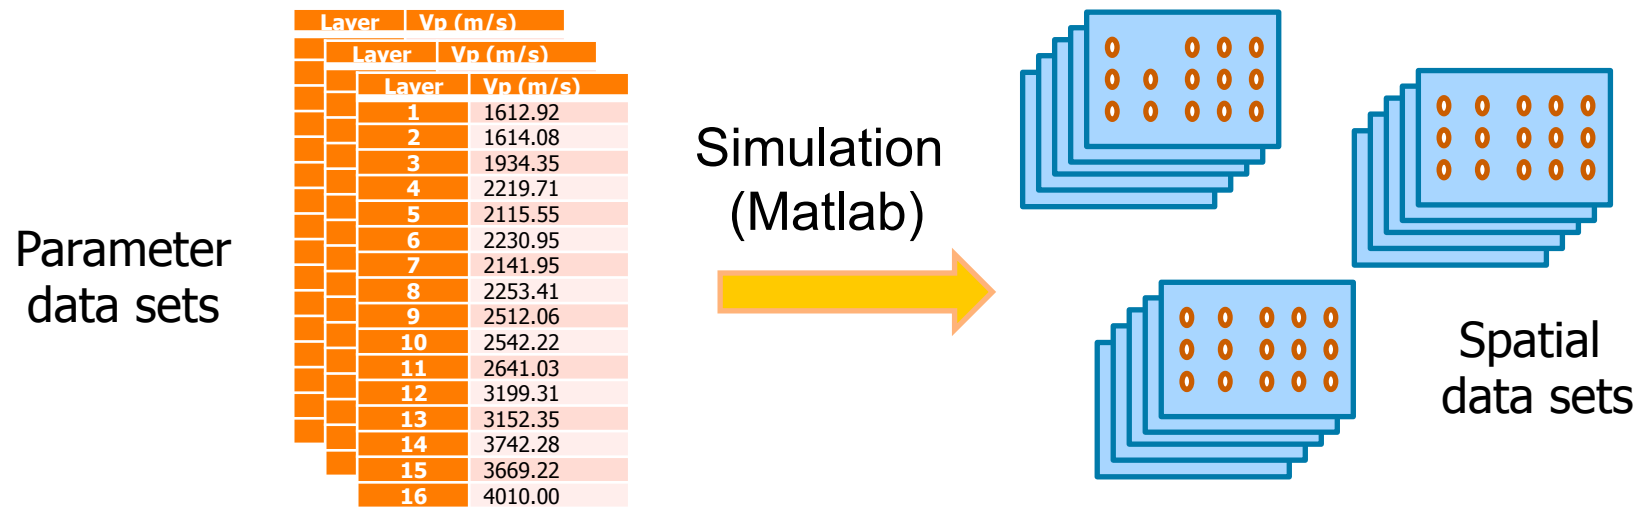 Parameter
data sets
Layer Vp (m/s)
Layer Vp (m/s)
Layer Vp (m/s)
1 1612.92
2 1614.08
3 1934.35
4 2219.71
5 2115.55
6 2230.95
7 2141.95
8 2253.41
9 2512.06
10 2542.22
11 2641.03
12 3199.31
13 3152.35
14 3742.28
15 3669.22
16 4010.00
Simulation
(Matlab)
Spatial
data sets